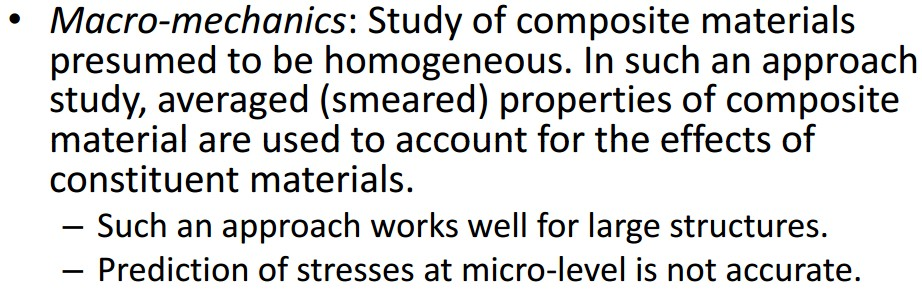 • Macro-mechanics: Study of composite materials
presumed to be homogeneous. In such an approach
study, averaged (smeared) properties of composite
material are used to account for the effects of
constituent materials.
– Such an approach works well for large structures.
– Prediction of stresses at micro-level is not accurate.